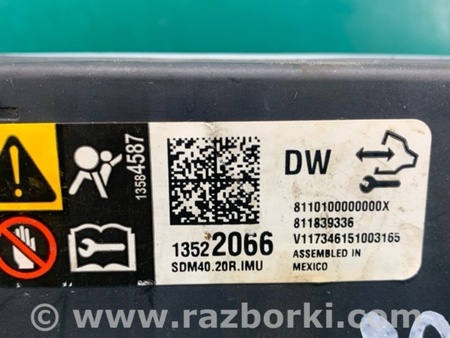 13584587
DW
8110100000000X
811839336
V117346151003165
ASSEMBLED IN
MEXICO
13522066
SDM40.20R.IMU
www.razborki.com